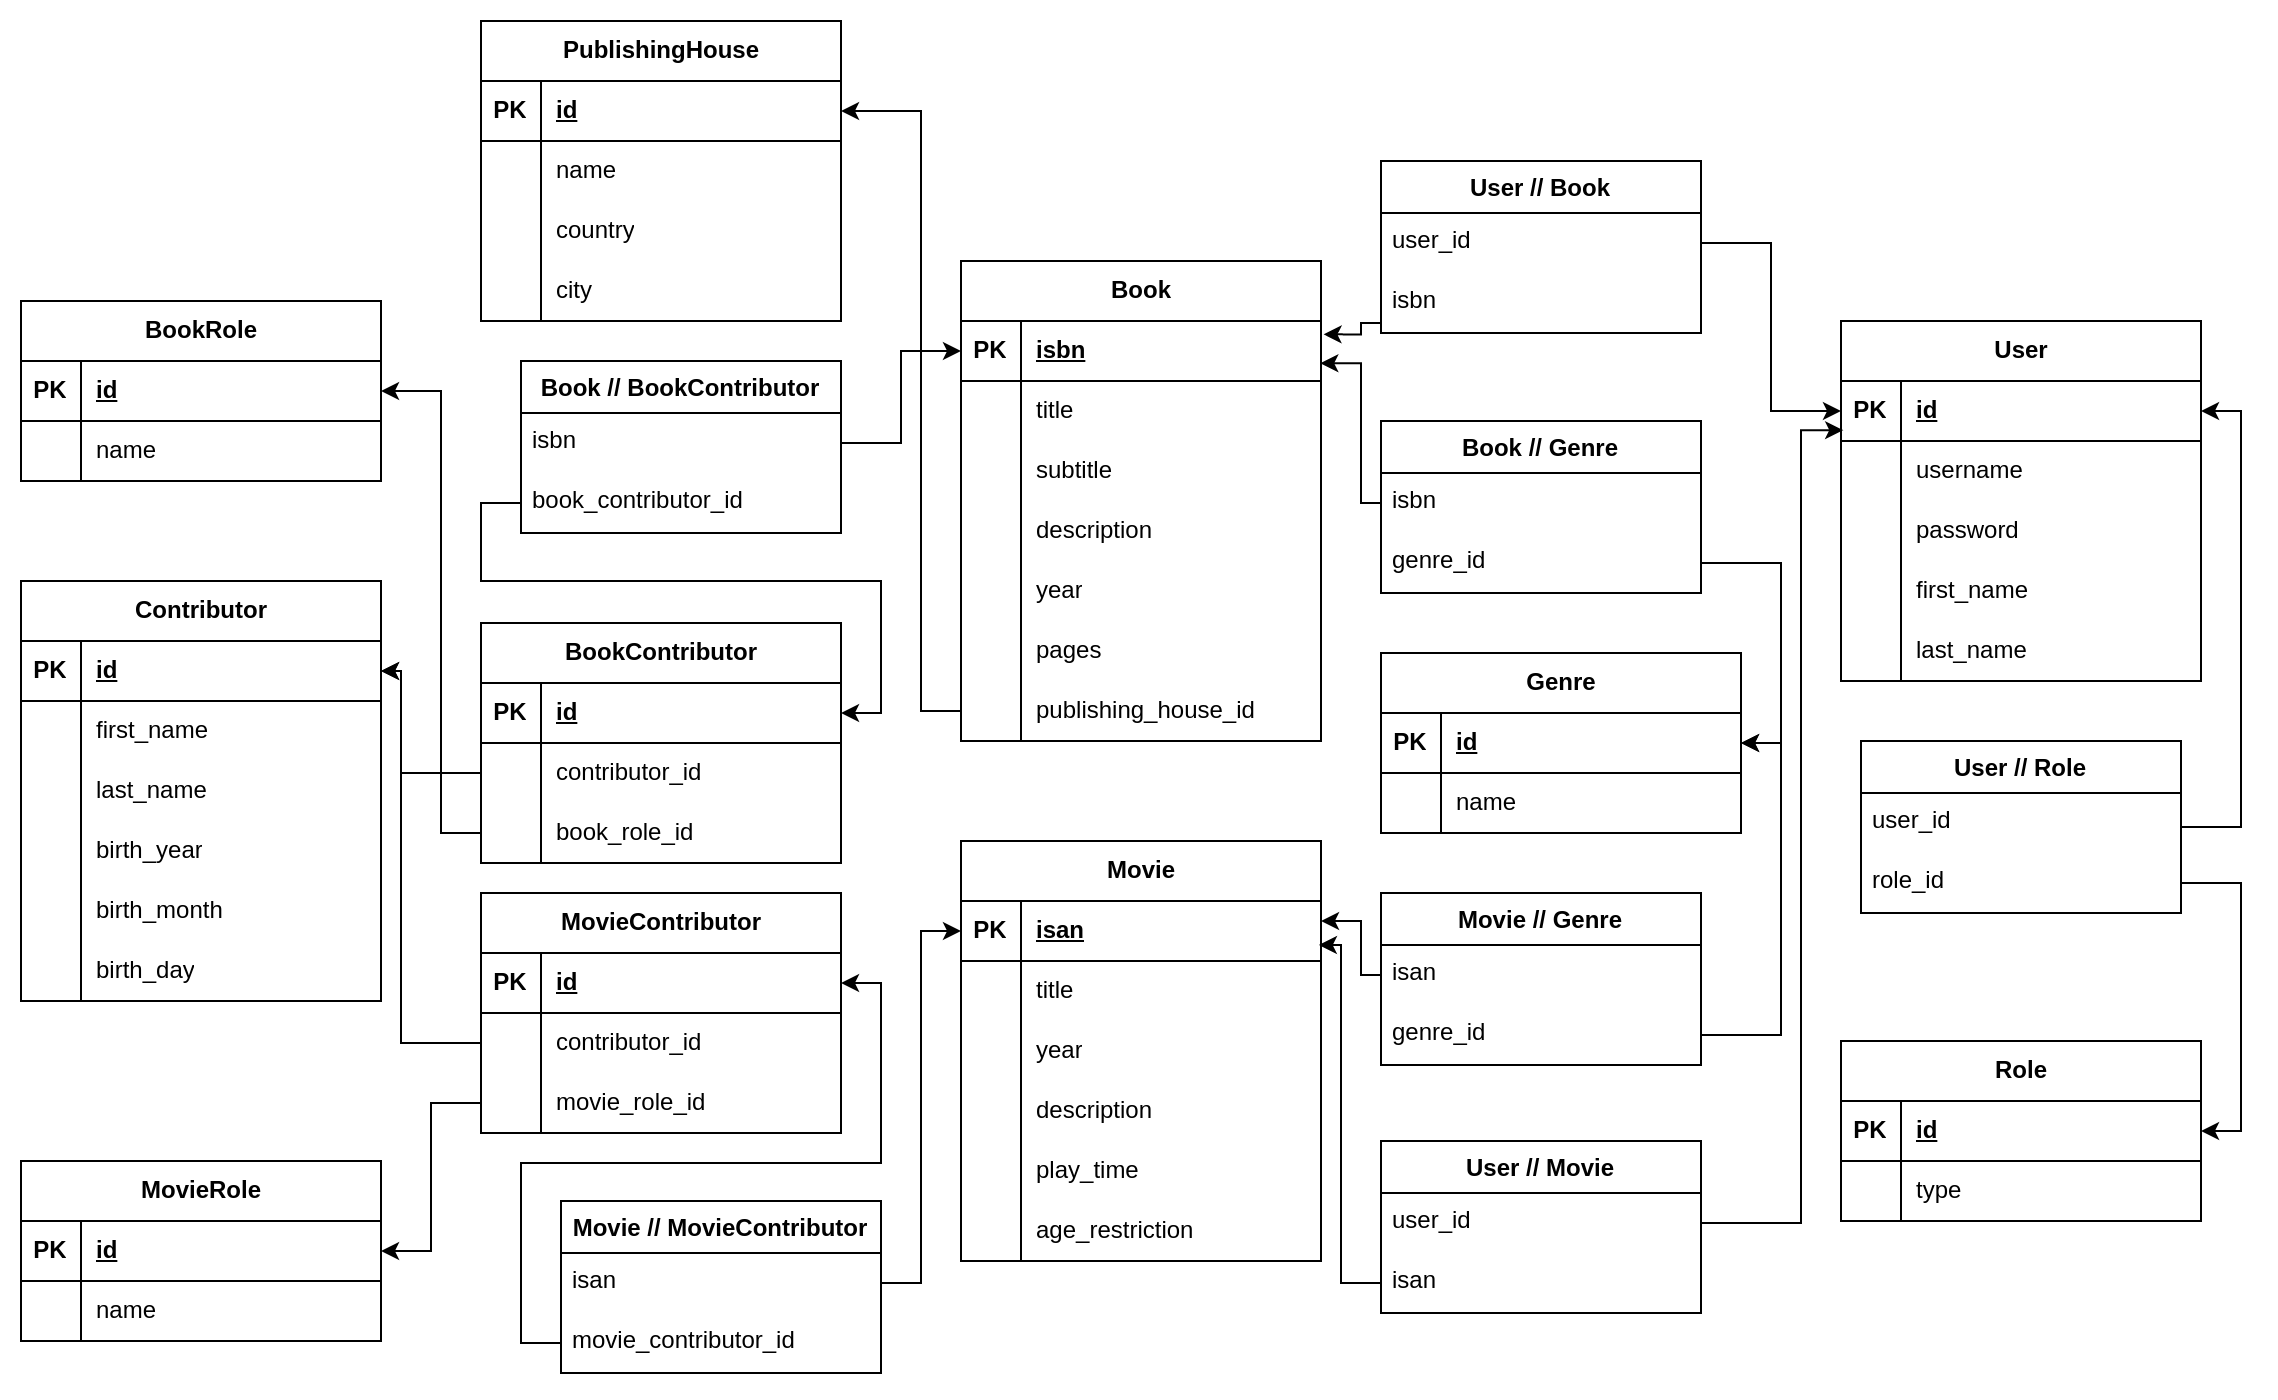 PublishingHouse
PK id
name
country
city
BookRole
PK id
name
Book // BookContributor
isbn
book_contributor_id
Contributor
PK id
first_name
last_name
birth_year
birth_month
birth_day
BookContributor
PK id
contributor_id
book_role_id
MovieContributor
PK id
contributor_id
movie_role_id
MovieRole
PK id
name
Movie // MovieContributor
isan
movie_contributor_id
Book
PK isbn
title
subtitle
description
year
pages
publishing_house_id
Movie
PK isan
title
year
description
play_time
age_restriction
User // Book
user_id
isbn
Book // Genre
isbn
genre_id
Genre
PK id
name
Movie // Genre
isan
genre_id
User // Movie
user_id
isan
User
PK id
username
password
first_name
last_name
User // Role
user_id
role_id
Role
PK id
type